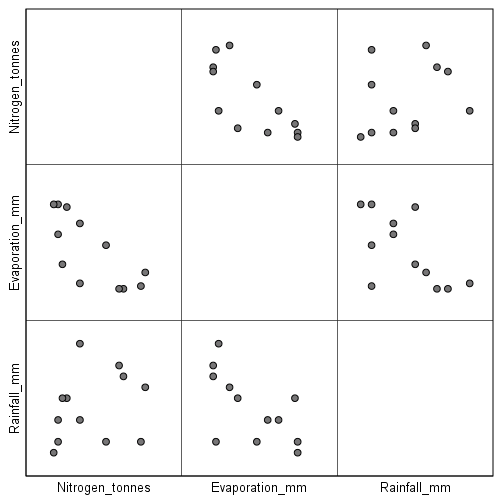 Nitrogen_tonnes
Evaporation_mm
Rainfall_mm
Nitrogen_tonnes
Evaporation_mm
Rainfall_mm